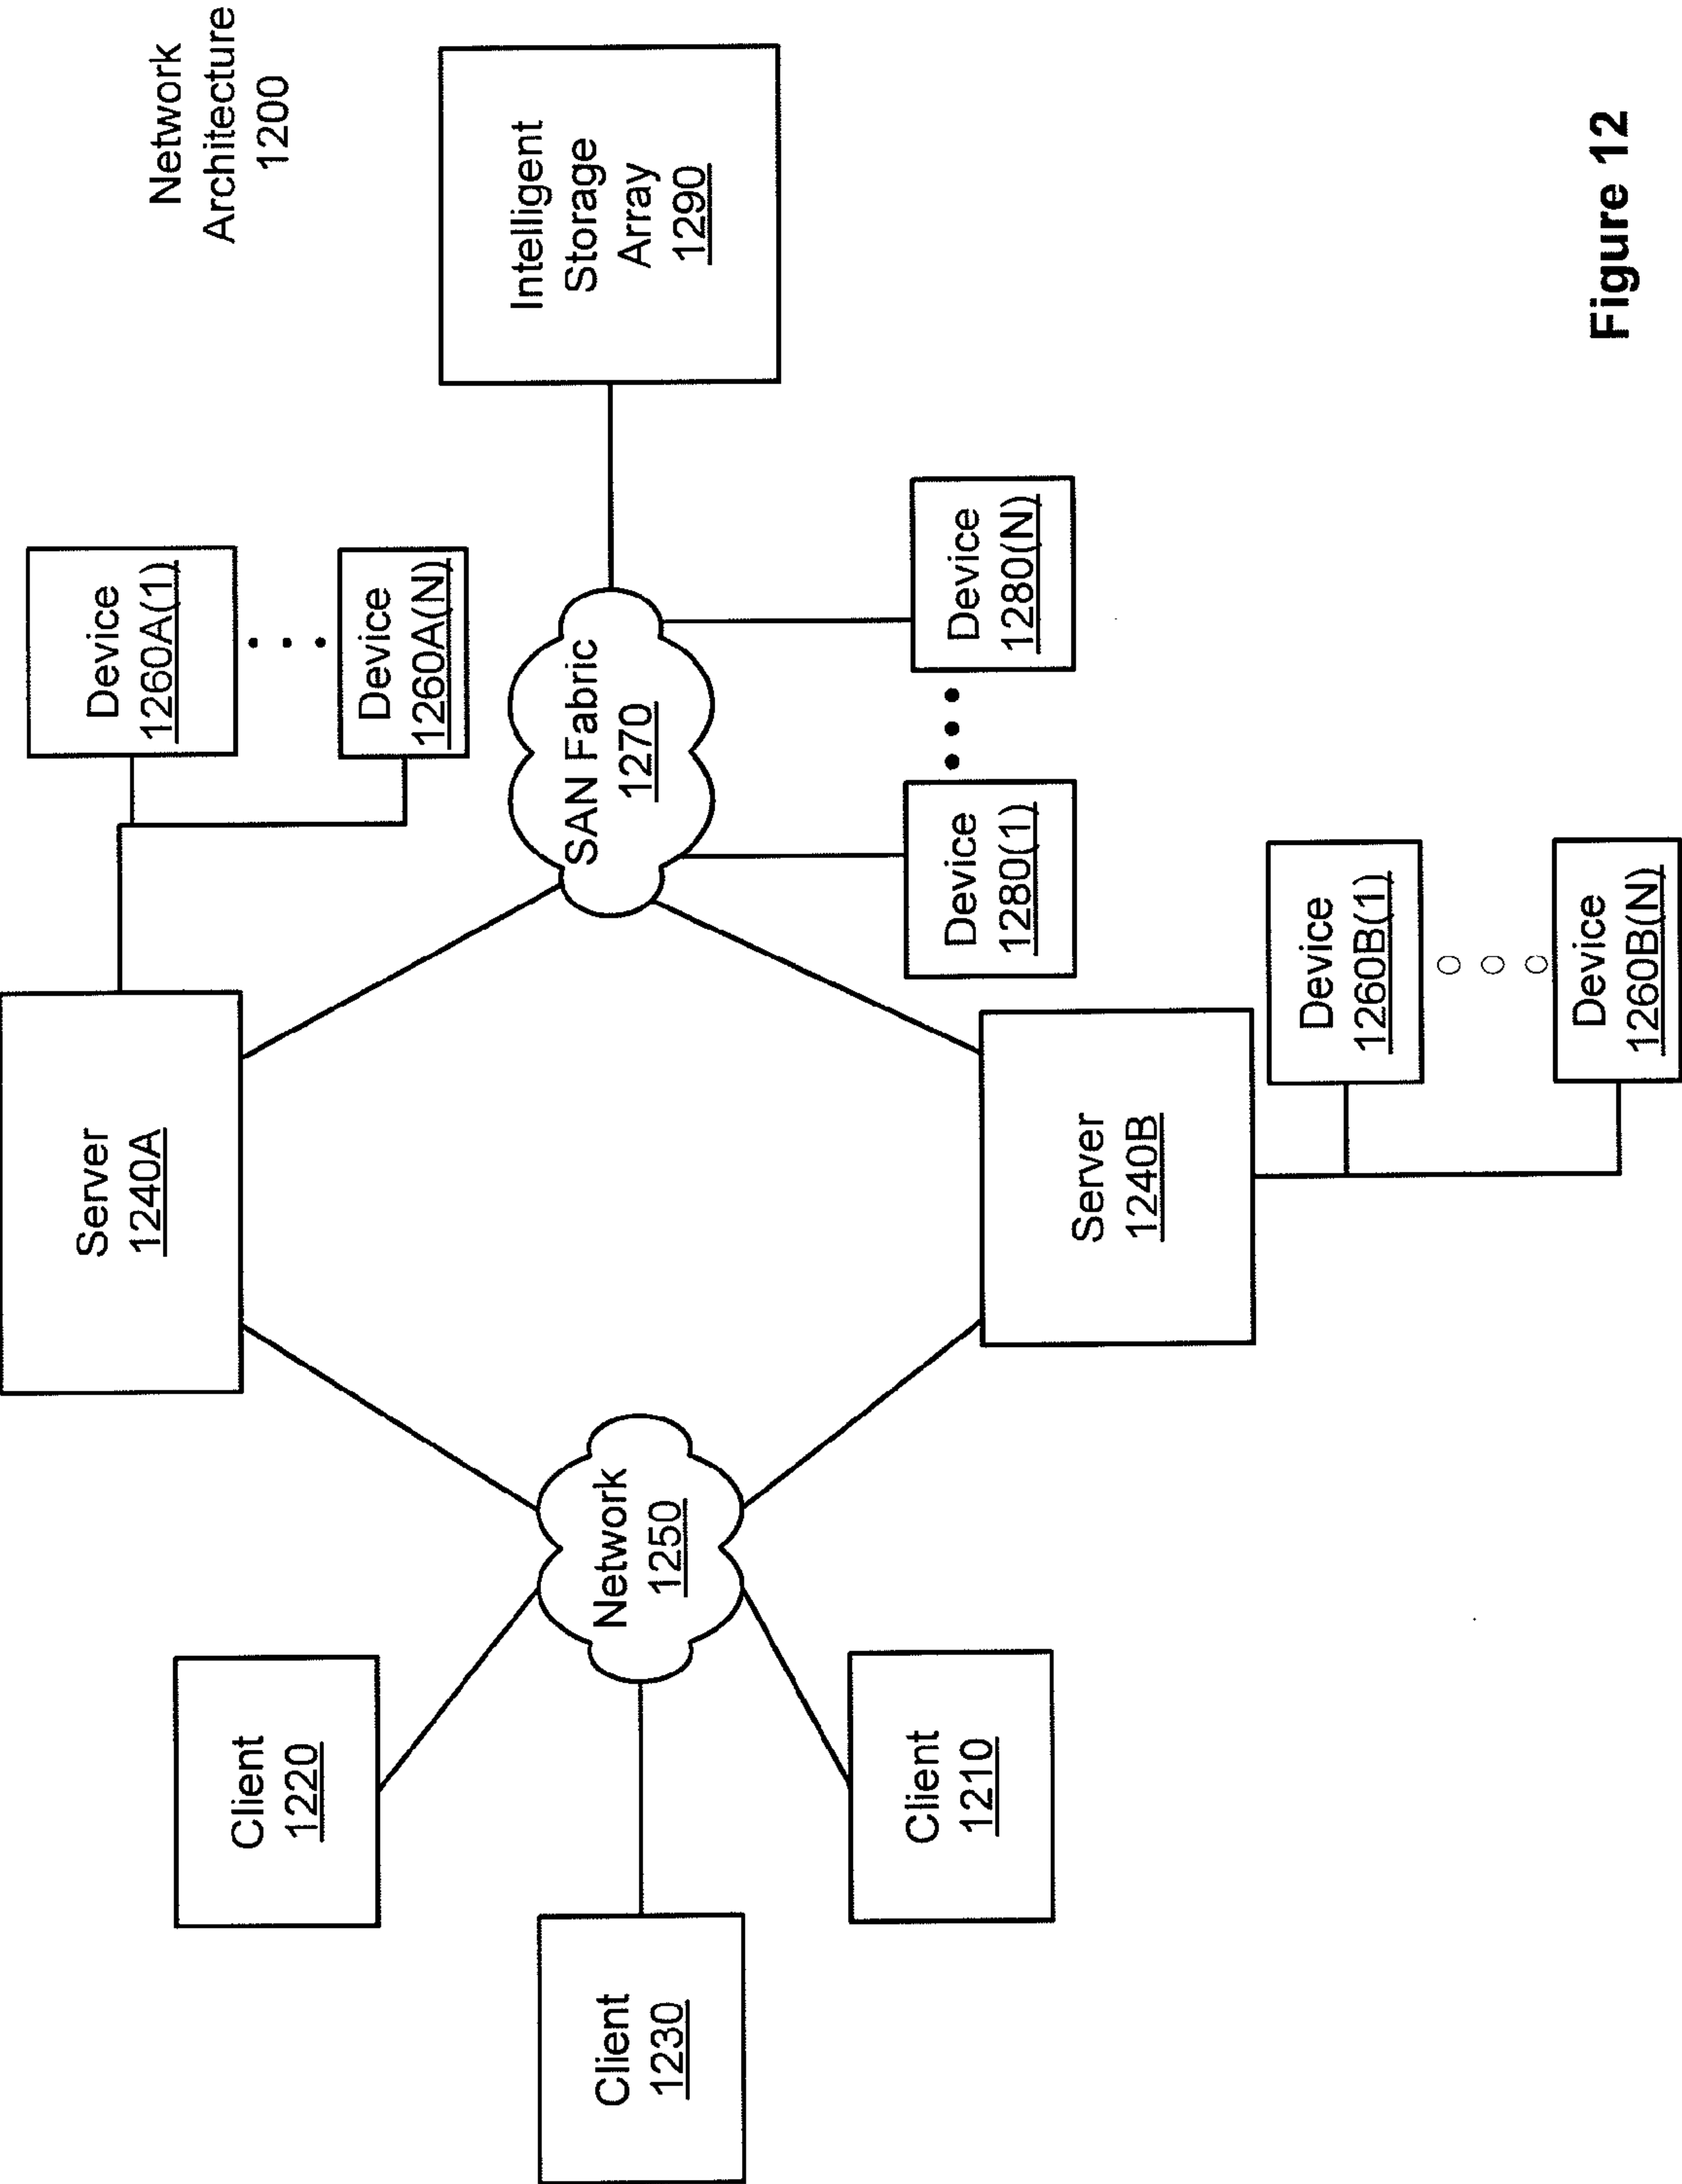 Network
Architecture
1200
Server
1240A
Device
1260A(1)
Device
1260A(N)
Client
1220
Client
1230
Network
1250
SAN Fabric
1270
Intelligent
Storage
Array
1290
Client
1210
Server
1240B
Device
1280(1)
Device
1280(N)
Device
1260B(1)
Device
1260B(N)
Figure 12